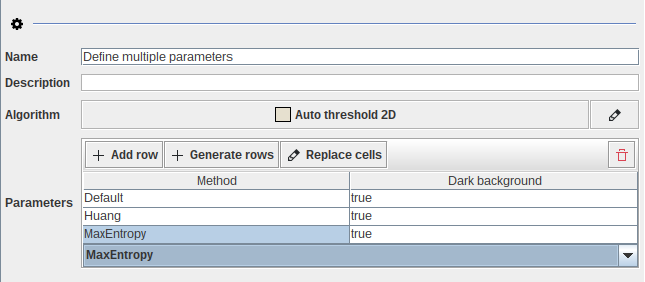 Name Define multiple parameters
Description
Algorithm Auto threshold 2D
Add row Generate rows Replace cells
Parameters
Method Dark background
Default true
Huang true
MaxEntropy true
MaxEntropy